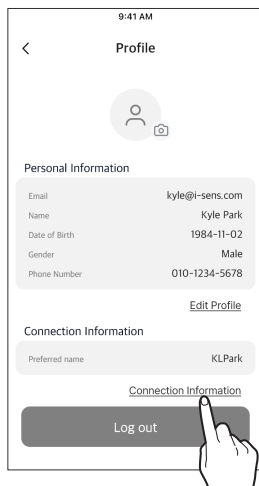 9:41 AM
Profile
Personal Information
Email kyle@i-sens.com
Name Kyle Park
Date of Birth 1984-11-02
Gender Male
Phone Number 010-1234-5678
Edit Profile
Connection Information
Preferred name KLPark
Connection Information
Log out